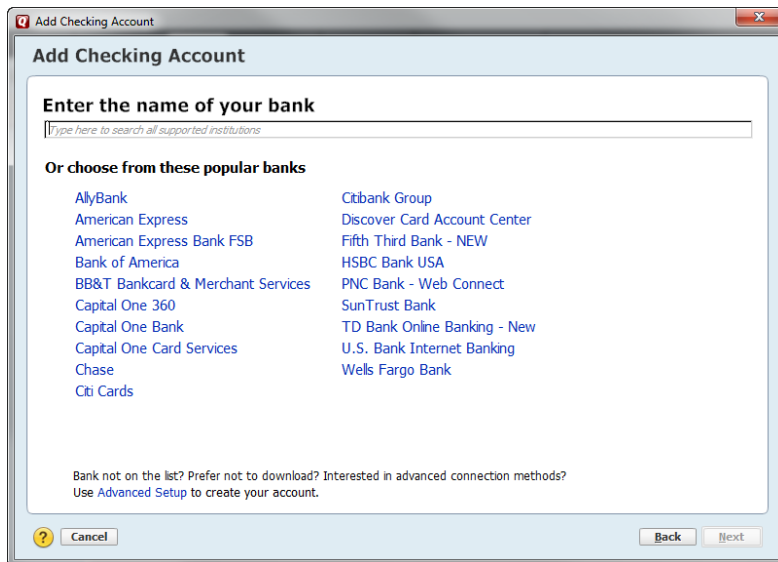 Add Checking Account
Add Checking Account
Enter the name of your bank
Type here to search all supported institutions
Or choose from these popular banks
AllyBank
American Express
American Express Bank FSB
Bank of America
BB&T Bankcard & Merchant Services
Capital One 360
Capital One Bank
Capital One Card Services
Chase
Citi Cards
Citibank Group
Discover Card Account Center
Fifth Third Bank - NEW
HSBC Bank USA
PNC Bank - Web Connect
SunTrust Bank
TD Bank Online Banking - New
U.S. Bank Internet Banking
Wells Fargo Bank
Bank not on the list? Prefer not to download? Interested in advanced connection methods?
Use Advanced Setup to create your account.
? Cancel Back Next